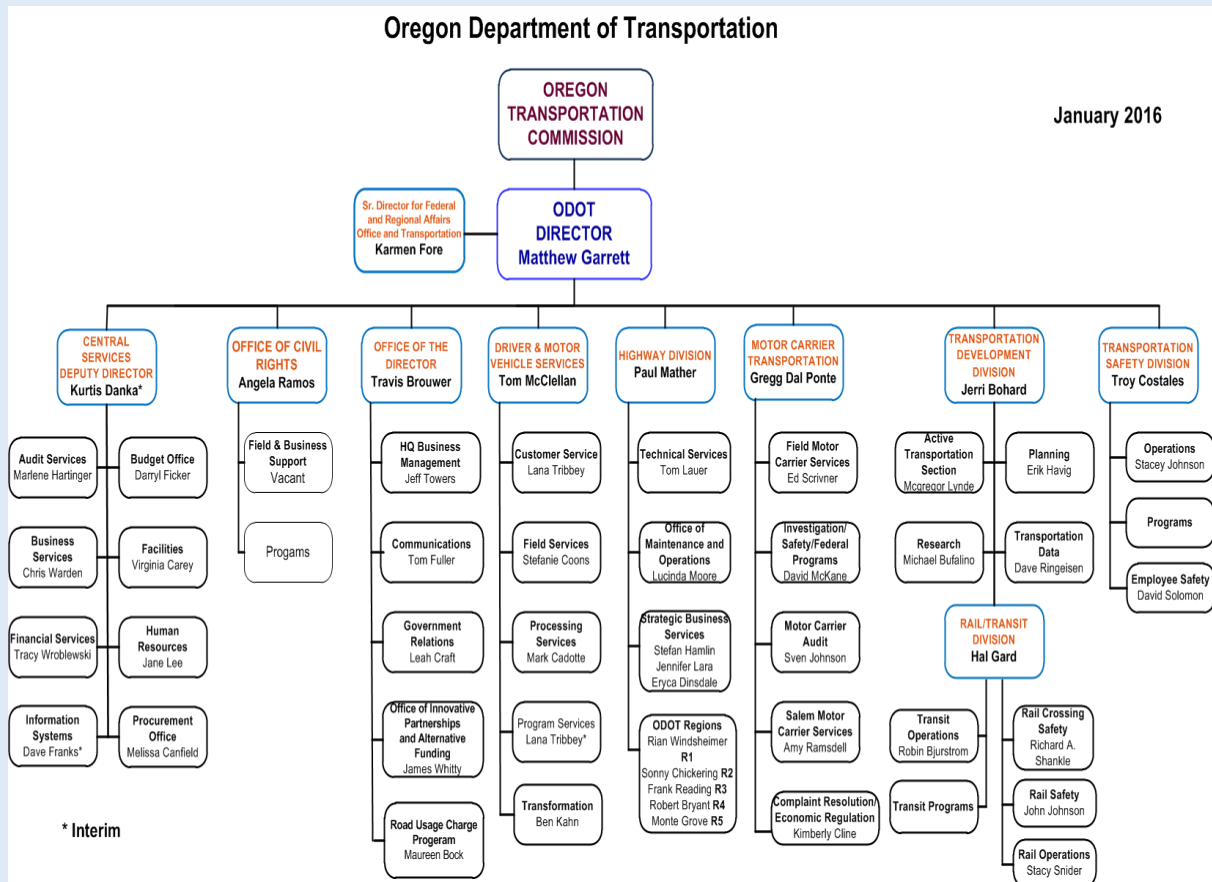 Oregon Department of Transportation
OREGON
TRANSPORTATION
COMMISSION
January 2016
Sr. Director for Federal
and Regional Affairs
Office and Transportation
Karmen Fore
ODOT
DIRECTOR
Matthew Garrett
CENTRAL
SERVICES
DEPUTY DIRECTOR
Kurtis Danka*
OFFICE OF CIVIL
RIGHTS
Angela Ramos
OFFICE OF THE
DIRECTOR
Travis Brouwer
DRIVER & MOTOR
VEHICLE SERVICES
Tom McClellan
HIGHWAY DIVISION
Paul Mather
MOTOR CARRIER
TRANSPORTATION
Gregg Dal Ponte
TRANSPORTATION
DEVELOPMENT
DIVISION
Jerri Bohard
TRANSPORTATION
SAFETY DIVISION
Troy Costales
Audit Services
Marlene Hartinger
Budget Office
Darryl Ficker
Business
Services
Chris Warden
Facilities
Virginia Carey
Financial Services
Tracy Wroblewski
Human
Resources
Jane Lee
Information
Systems
Dave Franks*
Procurement
Office
Melissa Canfield
Field & Business
Support
Vacant
Progams
HQ Business
Management
Jeff Towers
Communications
Tom Fuller
Government
Relations
Leah Craft
Office of Innovative
Partnerships
and Alternative
Funding
James Whitty
Road Usage Charge
Progeram
Maureen Bock
Customer Service
Lana Tribbey
Field Services
Stefanie Coons
Processing
Services
Mark Cadotte
Program Services
Lana Tribbey*
Transformation
Ben Kahn
Technical Services
Tom Lauer
Office of
Maintenance and
Operations
Lucinda Moore
Strategic Business
Services
Stefan Hamlin
Jennifer Lara
Eryca Dinsdale
ODOT Regions
Rian Windsheimer
R1
Sonny Chickering R2
Frank Reading R3
Robert Bryant R4
Monte Grove R5
Field Motor
Carrier Services
Ed Scrivner
Investigation/
Safety/Federal
Programs
David McKane
Motor Carrier
Audit
Sven Johnson
Salem Motor
Carrier Services
Amy Ramsdell
Complaint Resolution/
Economic Regulation
Kimberly Cline
Active
Transportation
Section
Mcgregor Lynde
Planning
Erik Havig
Research
Michael Bufalino
Transportation
Data
Dave Ringeisen
RAIL/TRANSIT
DIVISION
Hal Gard
Transit
Operations
Robin Bjurstrom
Transit Programs
Rail Crossing
Safety
Richard A.
Shankle
Rail Safety
John Johnson
Rail Operations
Stacy Snider
Operations
Stacey Johnson
Programs
Employee Safety
David Solomon
* Interim